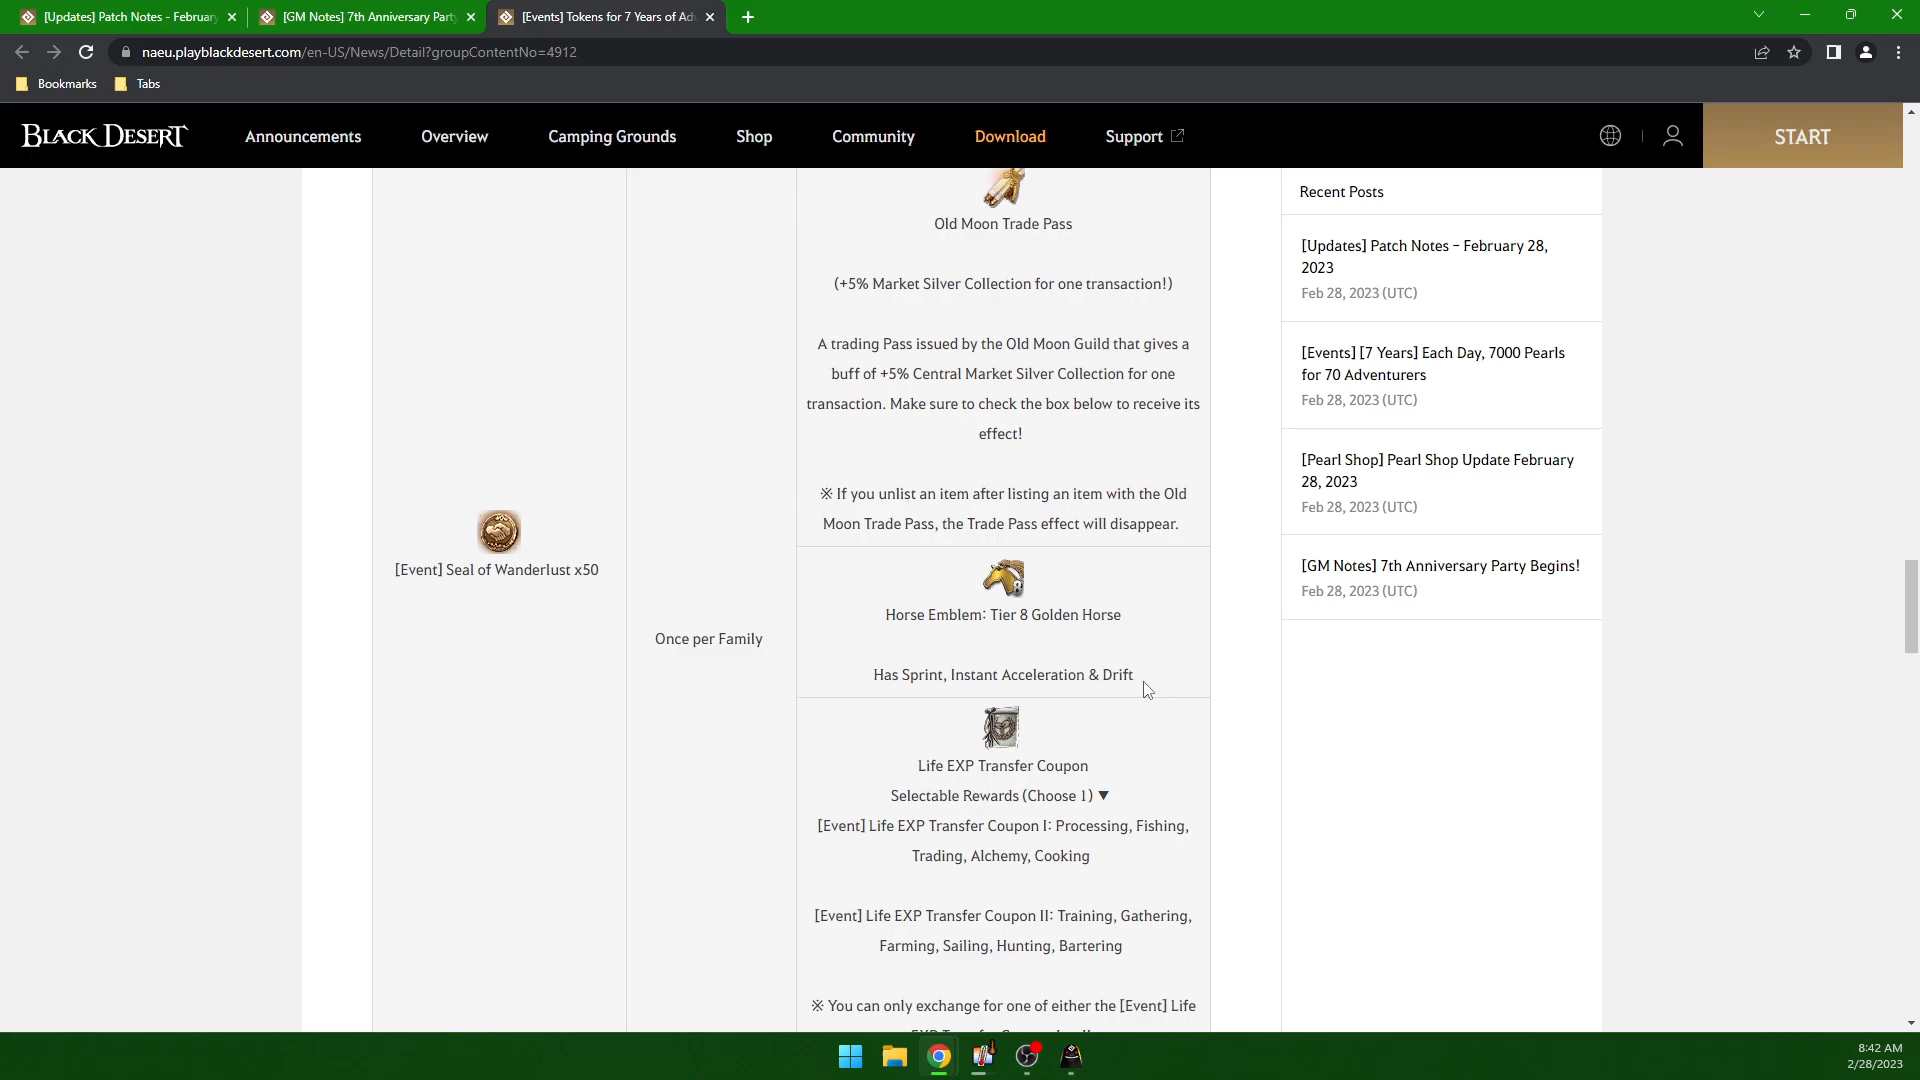 [Updates] Patch Notes - Februar
[GM Notes] 7th Anniversary Party
[Events] Tokens for 7 Years of Ad
naeu.playblackdesert.com/en-US/News/Detail?groupContentNo=4912
Bookmarks
Tabs
BLACK DESERT
Announcements
Overview
Camping Grounds
Shop
Community
Download
Support
START
Old Moon Trade Pass
(+5% Market Silver Collection for one transaction!)
A trading Pass issued by the Old Moon Guild that gives a
buff of +5% Central Market Silver Collection for one
transaction. Make sure to check the box below to receive its
effect!
※ If you unlist an item after listing an item with the Old
Moon Trade Pass, the Trade Pass effect will disappear.
[Event] Seal of Wanderlust x50
Once per Family
Horse Emblem: Tier 8 Golden Horse
Has Sprint, Instant Acceleration & Drift
Life EXP Transfer Coupon
Selectable Rewards (Choose 1) ▼
[Event] Life EXP Transfer Coupon I: Processing, Fishing,
Trading, Alchemy, Cooking
[Event] Life EXP Transfer Coupon II: Training, Gathering,
Farming, Sailing, Hunting, Bartering
※ You can only exchange for one of either the [Event] Life
Recent Posts
[Updates] Patch Notes - February 28,
2023
Feb 28, 2023 (UTC)
[Events] [7 Years] Each Day, 7000 Pearls
for 70 Adventurers
Feb 28, 2023 (UTC)
[Pearl Shop] Pearl Shop Update February
28, 2023
Feb 28, 2023 (UTC)
[GM Notes] 7th Anniversary Party Begins!
Feb 28, 2023 (UTC)
8:42 AM
2/28/2023